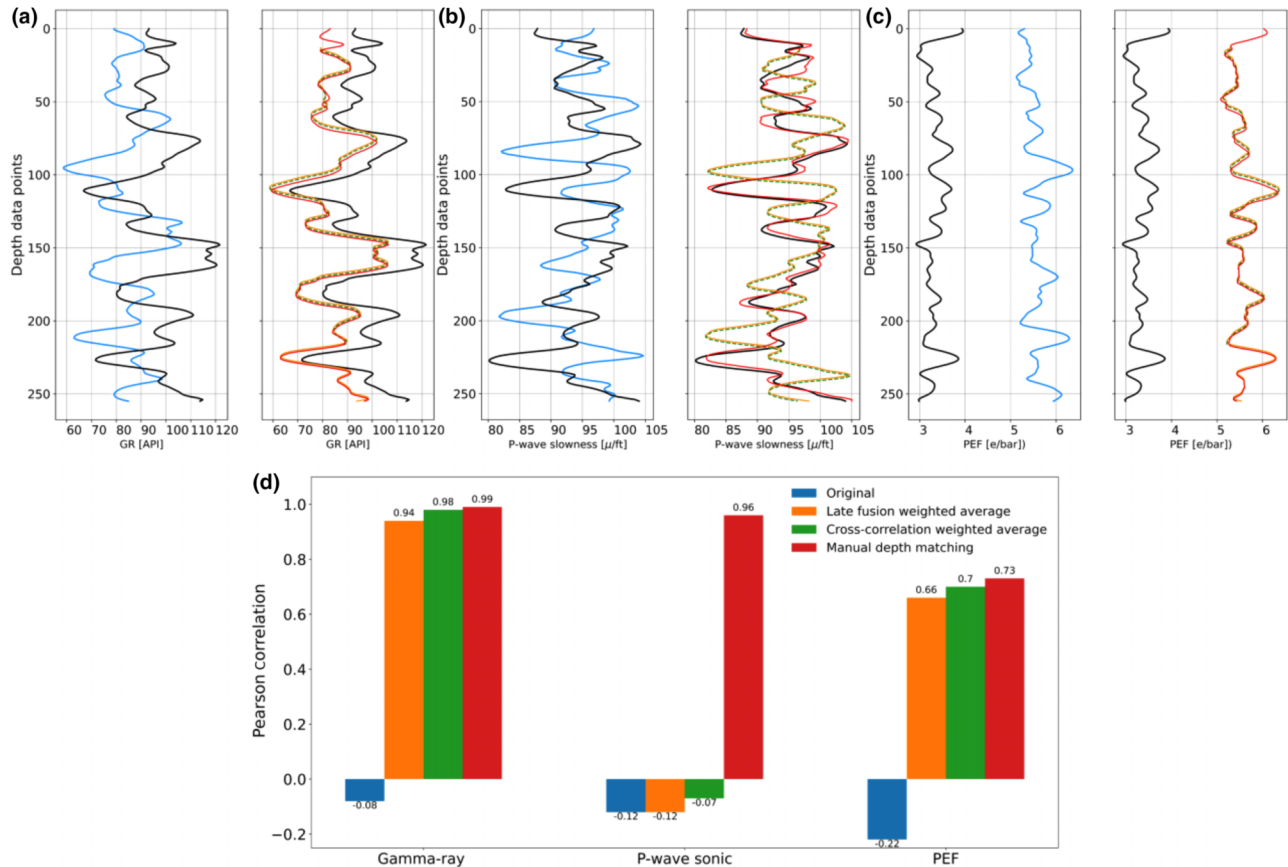 (a)
(b)
(c)
0
50
100
150
200
250
Depth data points
60 70 80 90 100 110 120
GR [API]
60 70 80 90 100 110 120
GR [API]
0
50
100
150
200
250
Depth data points
80 85 90 95 100 105
P-wave slowness [μ/ft]
80 85 90 95 100 105
P-wave slowness [μ/ft]
0
50
100
150
200
250
Depth data points
3 4 5 6
PEF [e/bar])
3 4 5 6
PEF [e/bar])
(d)
Pearson correlation
1.0
0.8
0.6
0.4
0.2
0.0
−0.2
Original
Late fusion weighted average
Cross-correlation weighted average
Manual depth matching
-0.08
0.94
0.98
0.99
-0.12
-0.12
-0.07
0.96
-0.22
0.66
0.7
0.73
Gamma-ray
P-wave sonic
PEF